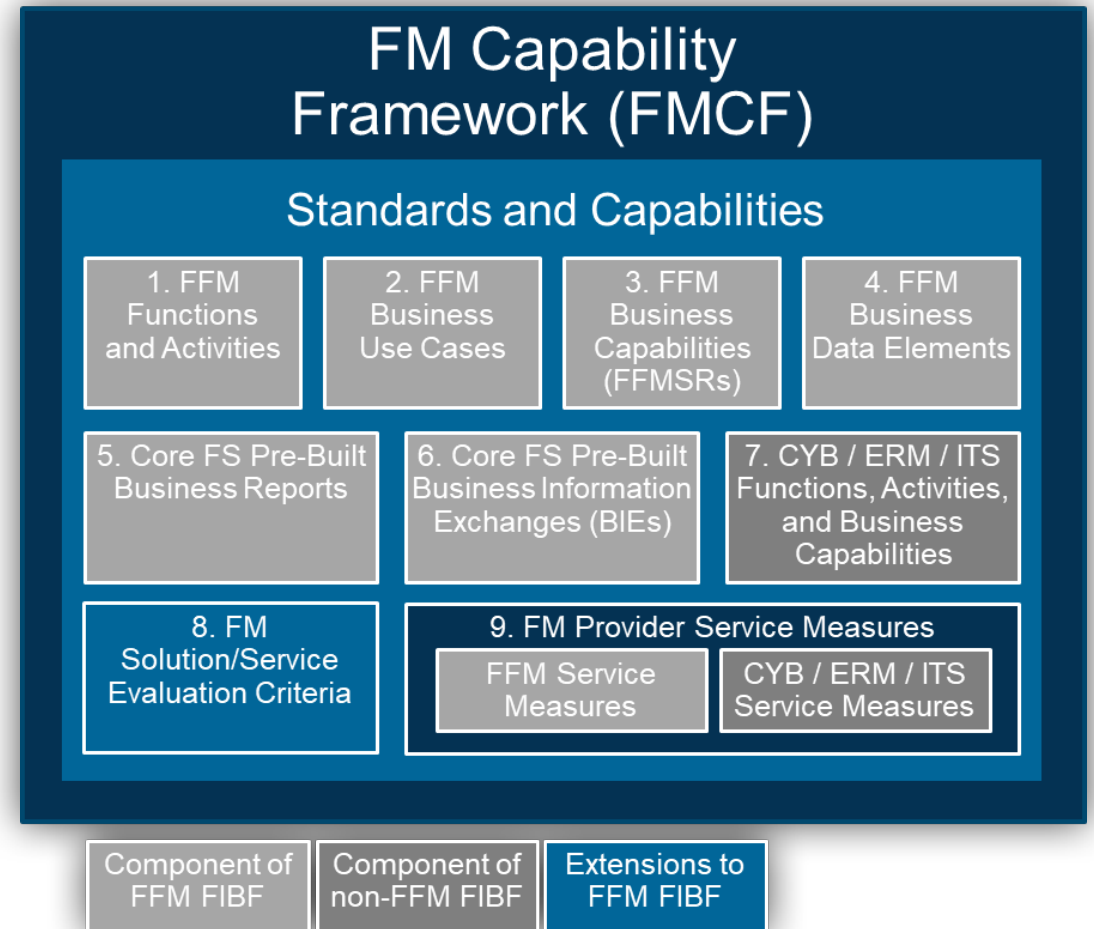 FM Capability
Framework (FMCF)
Standards and Capabilities
1. FFM
Functions
and Activities
2. FFM
Business
Use Cases
3. FFM
Business
Capabilities
(FFMSRs)
4. FFM
Business
Data Elements
5. Core FS Pre-Built
Business Reports
6. Core FS Pre-Built
Business Information
Exchanges (BIEs)
7. CYB / ERM / ITS
Functions, Activities,
and Business
Capabilities
8. FM
Solution/Service
Evaluation Criteria
9. FM Provider Service Measures
FFM Service
Measures
CYB / ERM / ITS
Service Measures
Component of
FFM FIBF
Component of
non-FFM FIBF
Extensions to
FFM FIBF